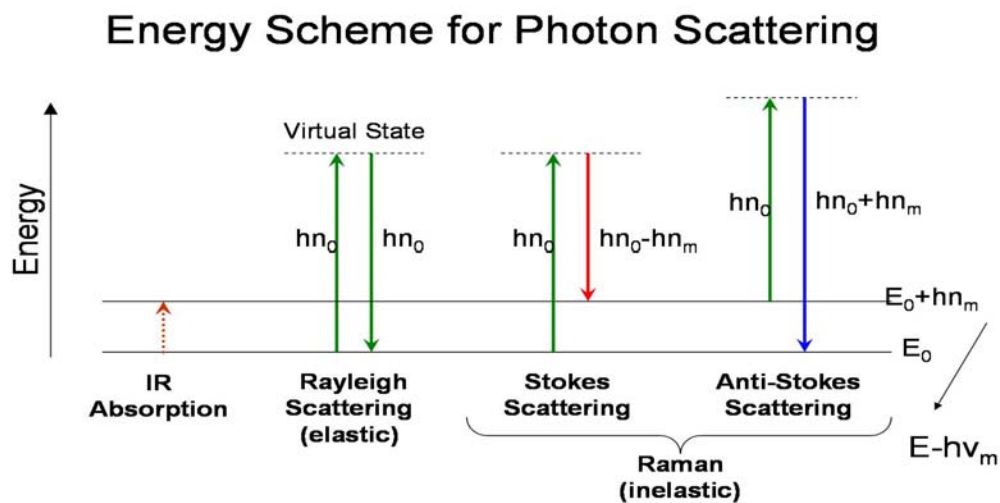 Energy Scheme for Photon Scattering
Energy
Virtual State
hn₀
hn₀
hn₀
hn₀-hnₘ
hn₀
hn₀+hnₘ
E₀+hnₘ
E₀
IR
Absorption
Rayleigh
Scattering
(elastic)
Stokes
Scattering
Anti-Stokes
Scattering
Raman
(inelastic)
E-hνₘ